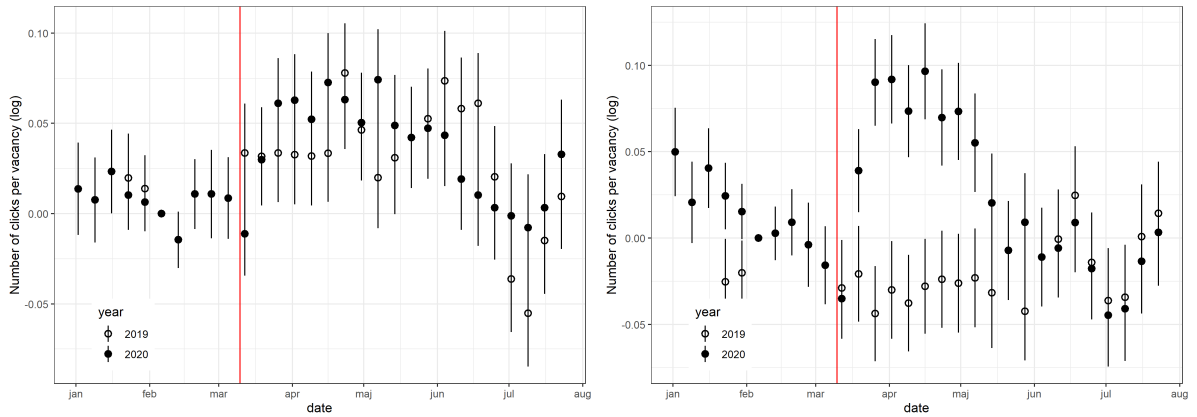 Number of clicks per vacancy (log)
0.10
0.05
0.00
-0.05
year
2019
2020
jan feb mar apr maj jun jul aug
date
Number of clicks per vacancy (log)
0.10
0.05
0.00
-0.05
year
2019
2020
jan feb mar apr maj jun jul aug
date